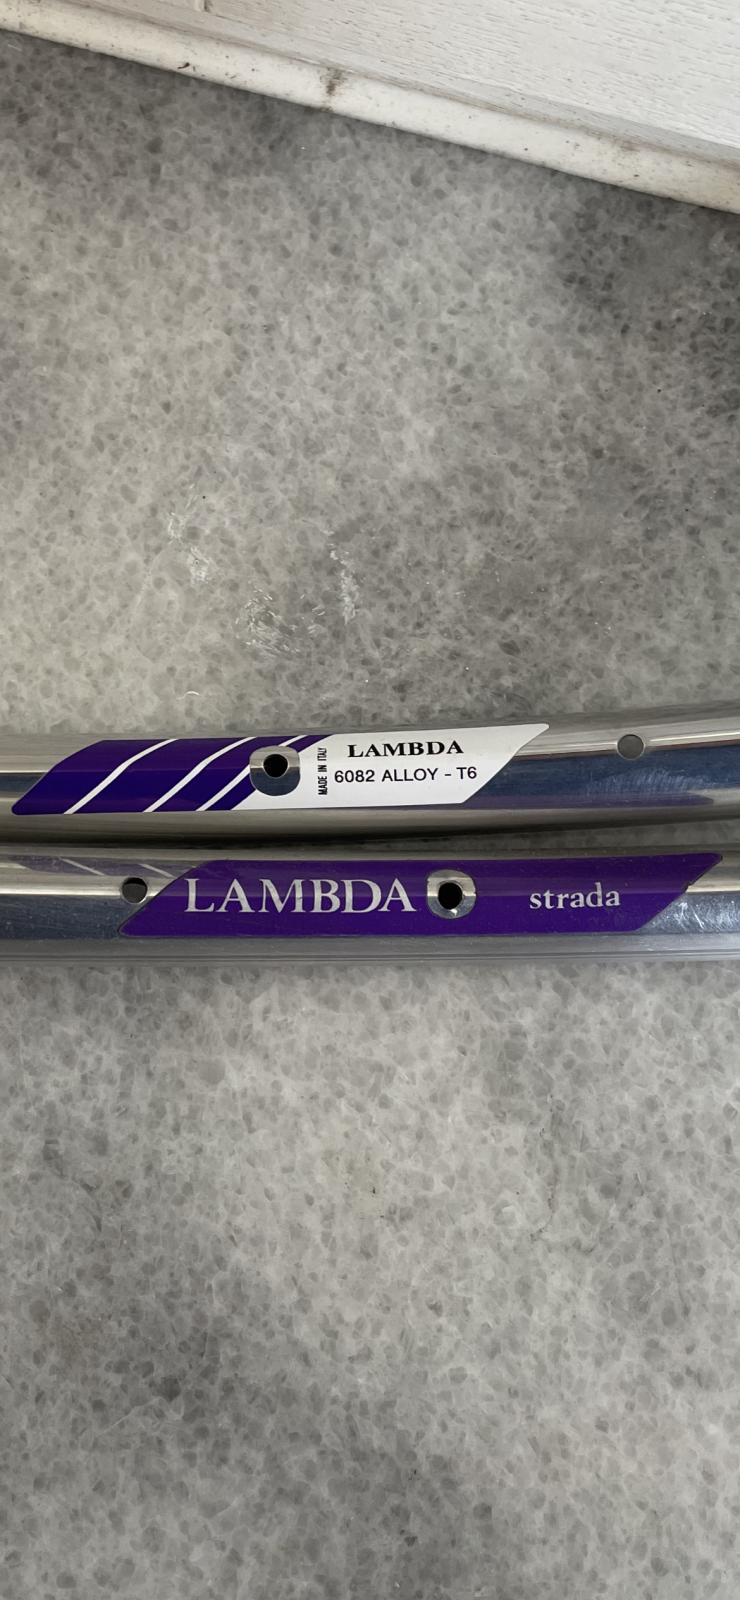 MADE IN ITALY
LAMBDA
6082 ALLOY - T6
LAMBDA strada